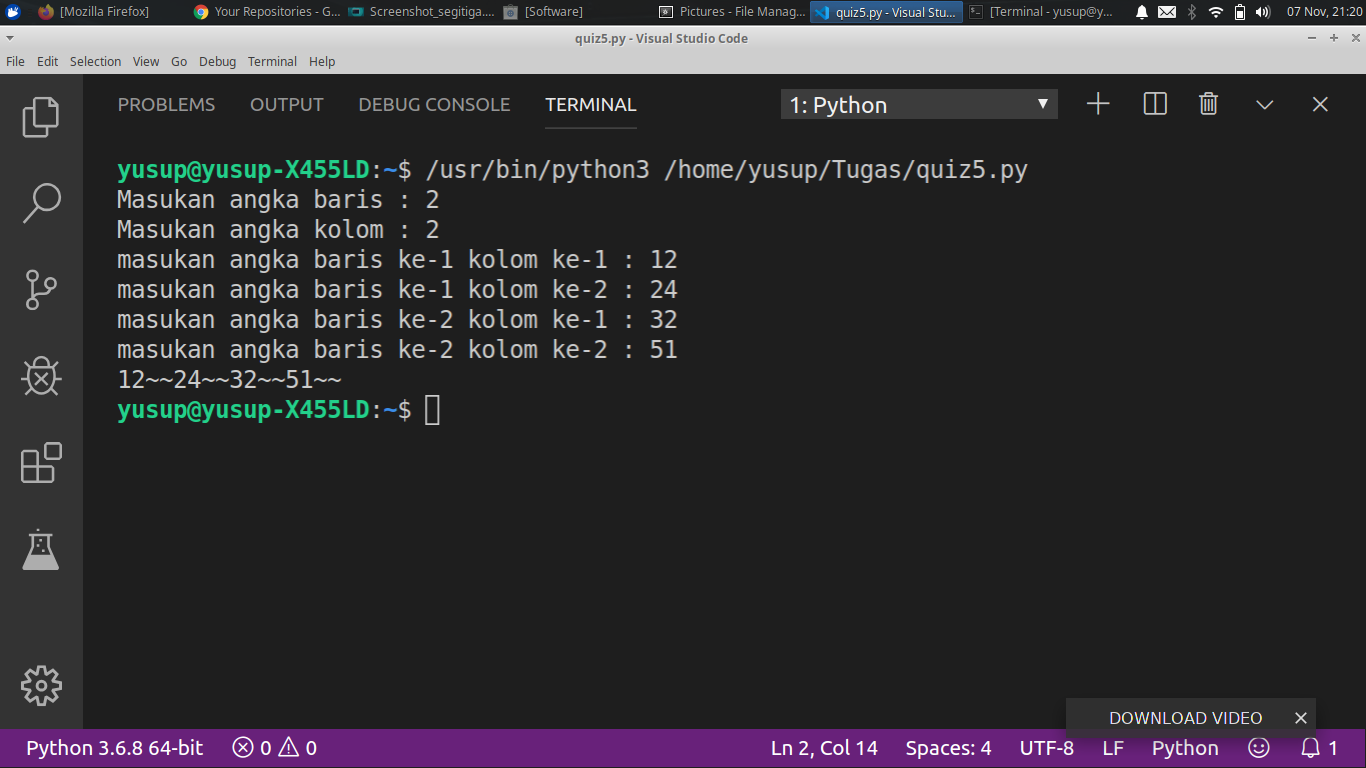 [Mozilla Firefox] Your Repositories - G... Screenshot_segitiga.... [Software] Pictures - File Manag... quiz5.py - Visual Stu... [Terminal - yusup@y... 07 Nov, 21:20
quiz5.py - Visual Studio Code
File Edit Selection View Go Debug Terminal Help
PROBLEMS OUTPUT DEBUG CONSOLE TERMINAL 1: Python
yusup@yusup-X455LD:~$ /usr/bin/python3 /home/yusup/Tugas/quiz5.py
Masukan angka baris : 2
Masukan angka kolom : 2
masukan angka baris ke-1 kolom ke-1 : 12
masukan angka baris ke-1 kolom ke-2 : 24
masukan angka baris ke-2 kolom ke-1 : 32
masukan angka baris ke-2 kolom ke-2 : 51
12~~24~~32~~51~~
yusup@yusup-X455LD:~$
DOWNLOAD VIDEO
Python 3.6.8 64-bit 0 0 Ln 2, Col 14 Spaces: 4 UTF-8 LF Python 1